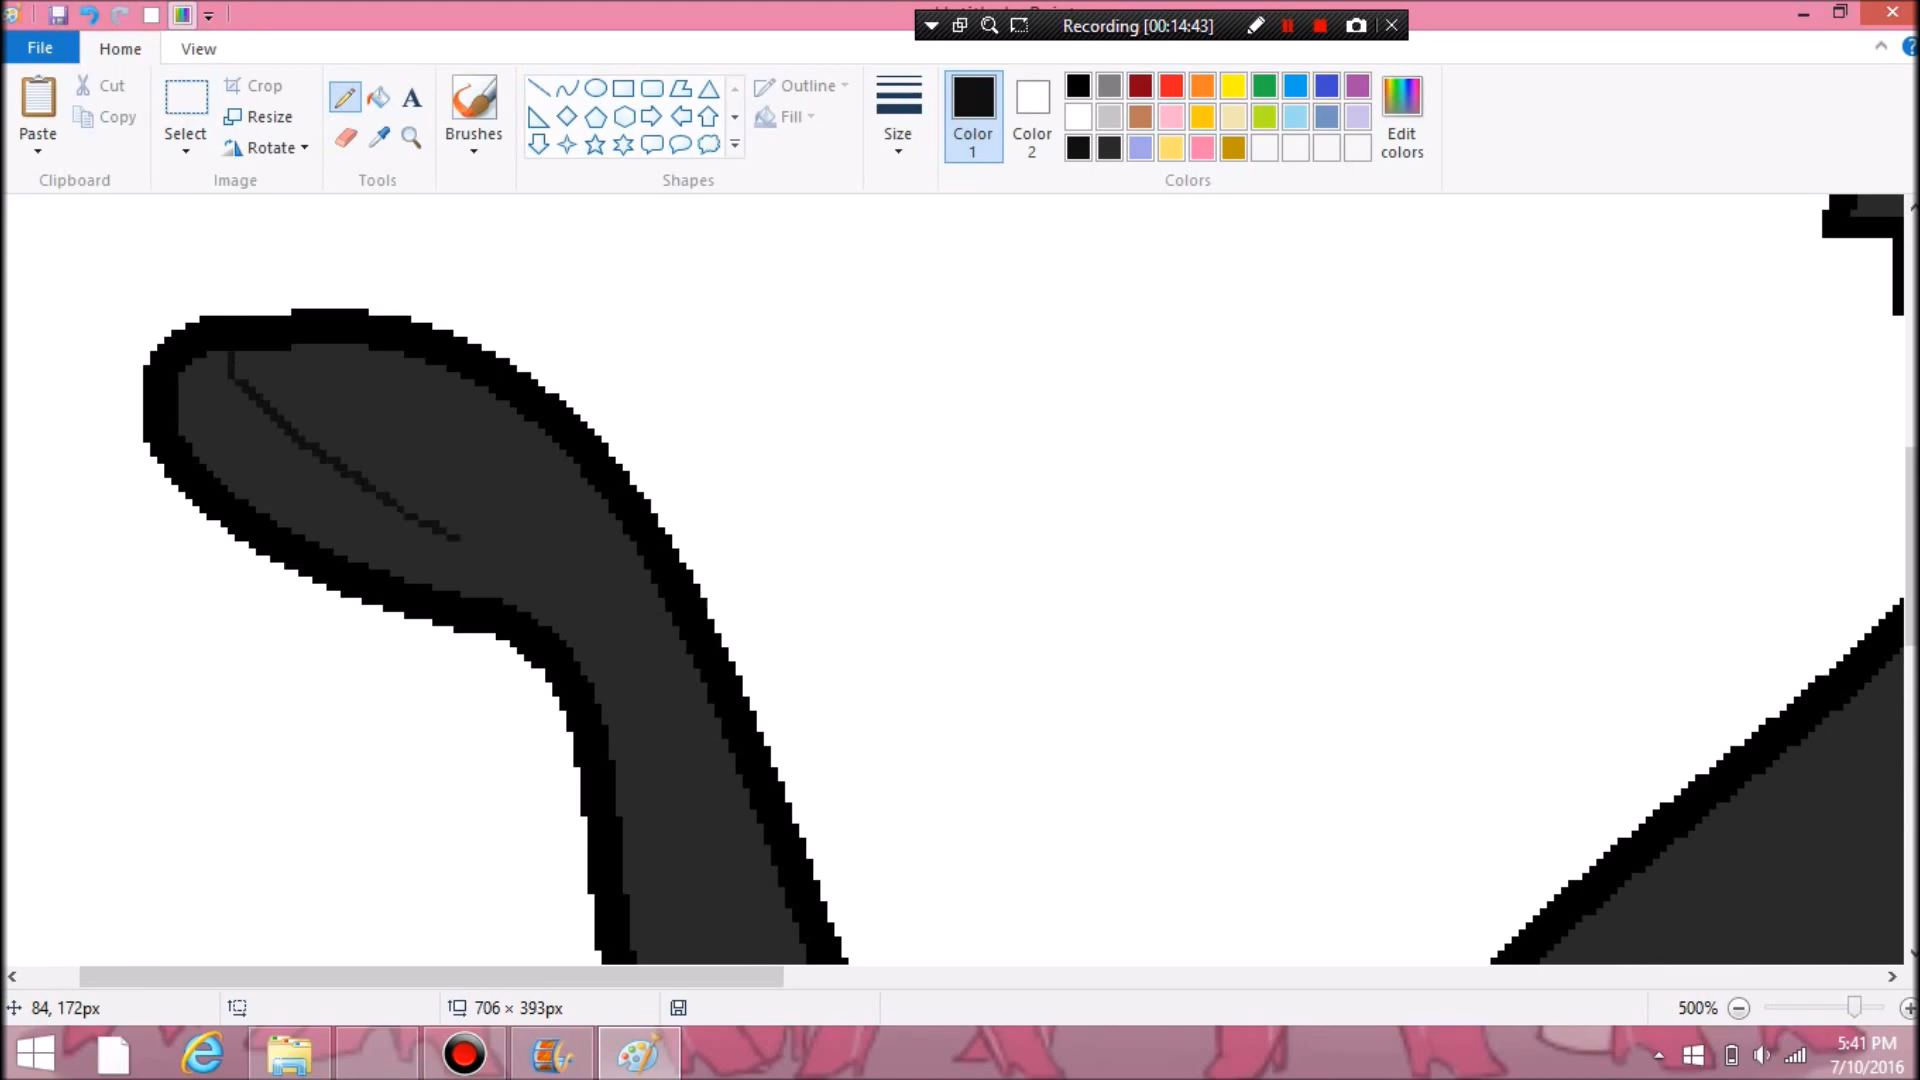 Recording [00:14:43]
File Home View
Paste
Cut
Copy
Clipboard
Select
Crop
Resize
Rotate
Image
A
Tools
Brushes
Shapes
Outline
Fill
Size
Color
1
Color
2
Edit
colors
Colors
84, 172px
706 × 393px
500%
5:41 PM
7/10/2016